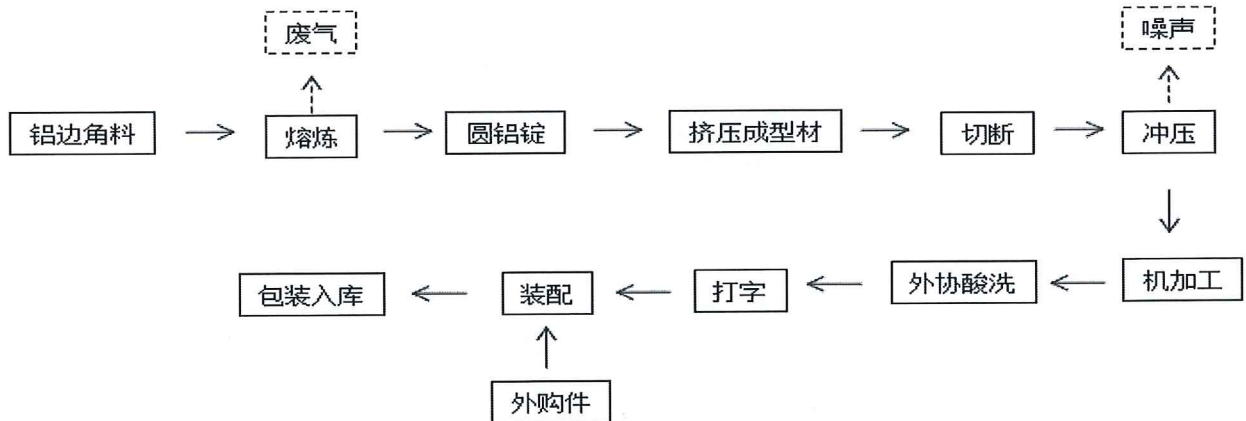 废气
噪声
铝边角料
熔炼
圆铝锭
挤压成型材
切断
冲压
机加工
外协酸洗
打字
装配
包装入库
外购件